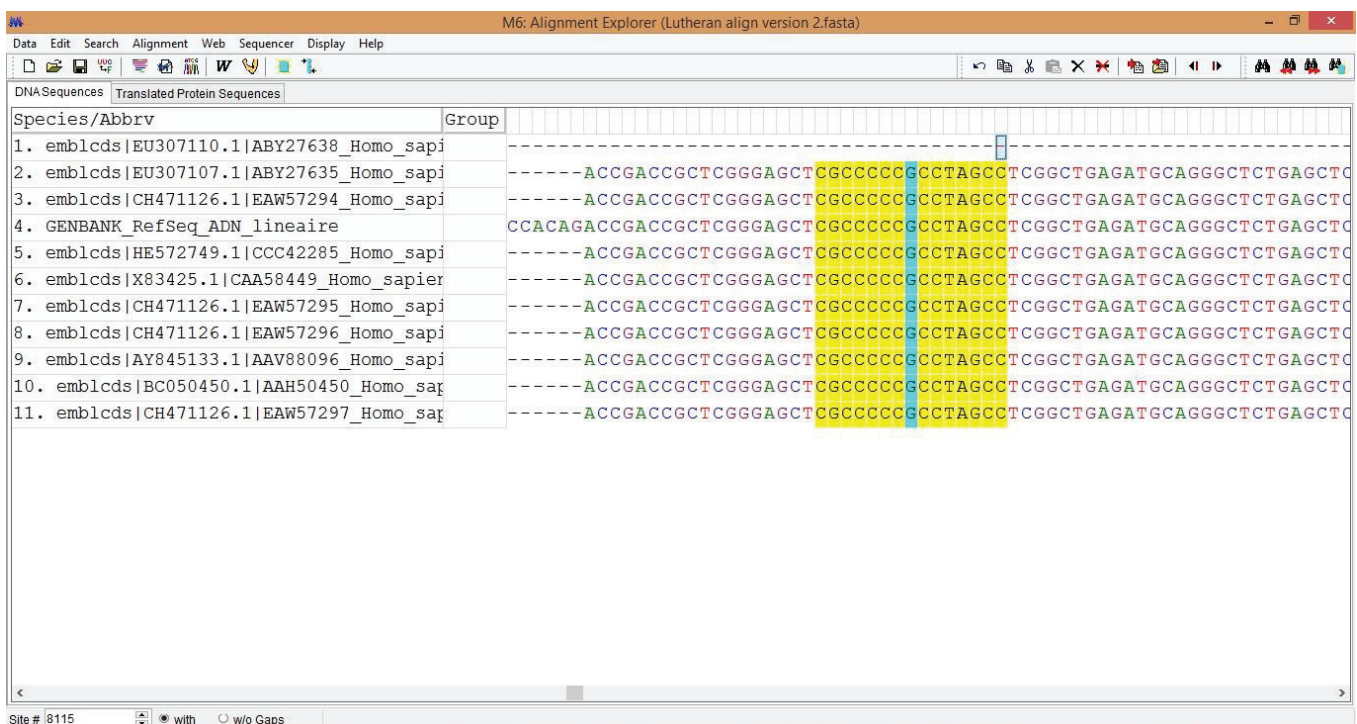 M6: Alignment Explorer (Lutheran align version 2.fasta)
Data Edit Search Alignment Web Sequencer Display Help
W
DNA Sequences Translated Protein Sequences
Species/Abbrv Group
1. emblcds|EU307110.1|ABY27638_Homo_sapi ------------------------------------------------------------------
2. emblcds|EU307107.1|ABY27635_Homo_sapi ------ACCGACCGCTCGGGAGCTCGCCCCCGCCTAGCCTCGGCTGAGATGCAGGGCTCTGAGCTC
3. emblcds|CH471126.1|EAW57294_Homo_sapi ------ACCGACCGCTCGGGAGCTCGCCCCCGCCTAGCCTCGGCTGAGATGCAGGGCTCTGAGCTC
4. GENBANK_RefSeq_ADN_lineaire CCACAGACCGACCGCTCGGGAGCTCGCCCCCGCCTAGCCTCGGCTGAGATGCAGGGCTCTGAGCTC
5. emblcds|HE572749.1|CCC42285_Homo_sapi ------ACCGACCGCTCGGGAGCTCGCCCCCGCCTAGCCTCGGCTGAGATGCAGGGCTCTGAGCTC
6. emblcds|X83425.1|CAA58449_Homo_sapien ------ACCGACCGCTCGGGAGCTCGCCCCCGCCTAGCCTCGGCTGAGATGCAGGGCTCTGAGCTC
7. emblcds|CH471126.1|EAW57295_Homo_sapi ------ACCGACCGCTCGGGAGCTCGCCCCCGCCTAGCCTCGGCTGAGATGCAGGGCTCTGAGCTC
8. emblcds|CH471126.1|EAW57296_Homo_sapi ------ACCGACCGCTCGGGAGCTCGCCCCCGCCTAGCCTCGGCTGAGATGCAGGGCTCTGAGCTC
9. emblcds|AY845133.1|AAV88096_Homo_sapi ------ACCGACCGCTCGGGAGCTCGCCCCCGCCTAGCCTCGGCTGAGATGCAGGGCTCTGAGCTC
10. emblcds|BC050450.1|AAH50450_Homo_sap ------ACCGACCGCTCGGGAGCTCGCCCCCGCCTAGCCTCGGCTGAGATGCAGGGCTCTGAGCTC
11. emblcds|CH471126.1|EAW57297_Homo_sap ------ACCGACCGCTCGGGAGCTCGCCCCCGCCTAGCCTCGGCTGAGATGCAGGGCTCTGAGCTC
Site # 8115 with w/o Gaps